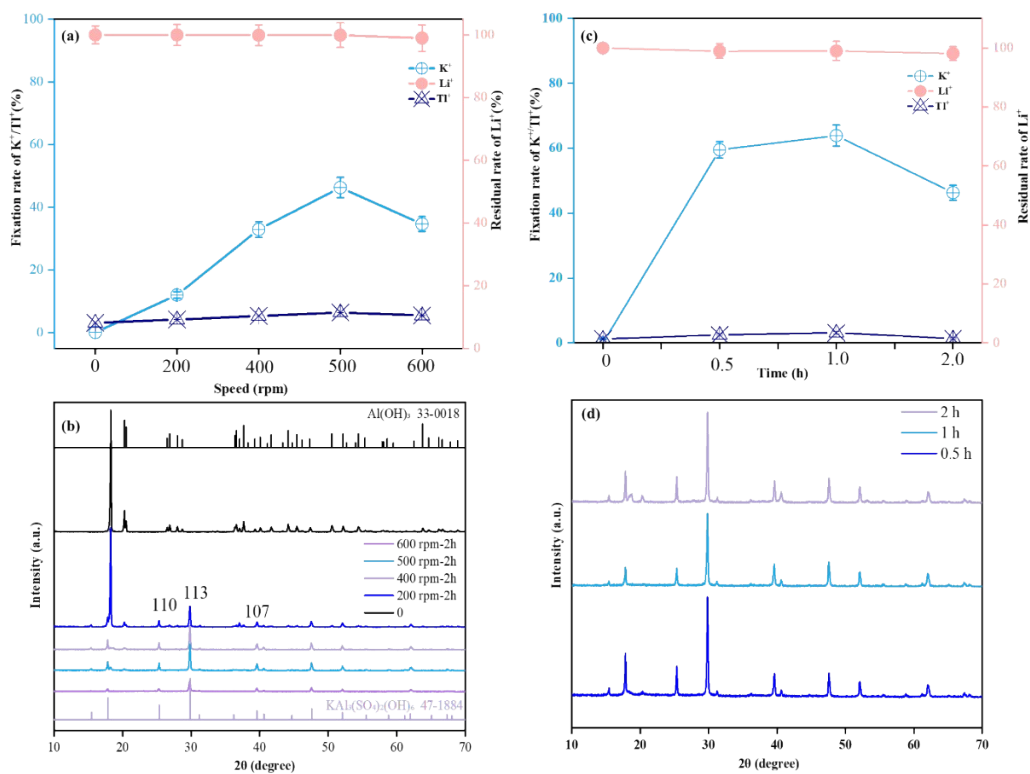 (a)
100
80
60
40
20
0
Fixation rate of K⁺/Tl⁺(%)
K⁺
Li⁺
Tl⁺
100
80
60
40
20
0
Residual rate of Li⁺(%)
0 200 400 500 600
Speed (rpm)
(c)
100
80
60
40
20
0
Fixation rate of K⁺/Tl⁺(%)
K⁺
Li⁺
Tl⁺
100
80
60
40
20
0
Residual rate of Li⁺
0 0.5 1.0 2.0
Time (h)
(b)
Al(OH)₃ 33-0018
Intensity (a.u.)
600 rpm-2h
500 rpm-2h
400 rpm-2h
200 rpm-2h
0
110 113 107
KAl₃(SO₄)₂(OH)₆ 47-1884
10 20 30 40 50 60 70
2θ (degree)
(d)
2 h
1 h
0.5 h
Intensity (a.u.)
10 20 30 40 50 60 70
2θ (degree)